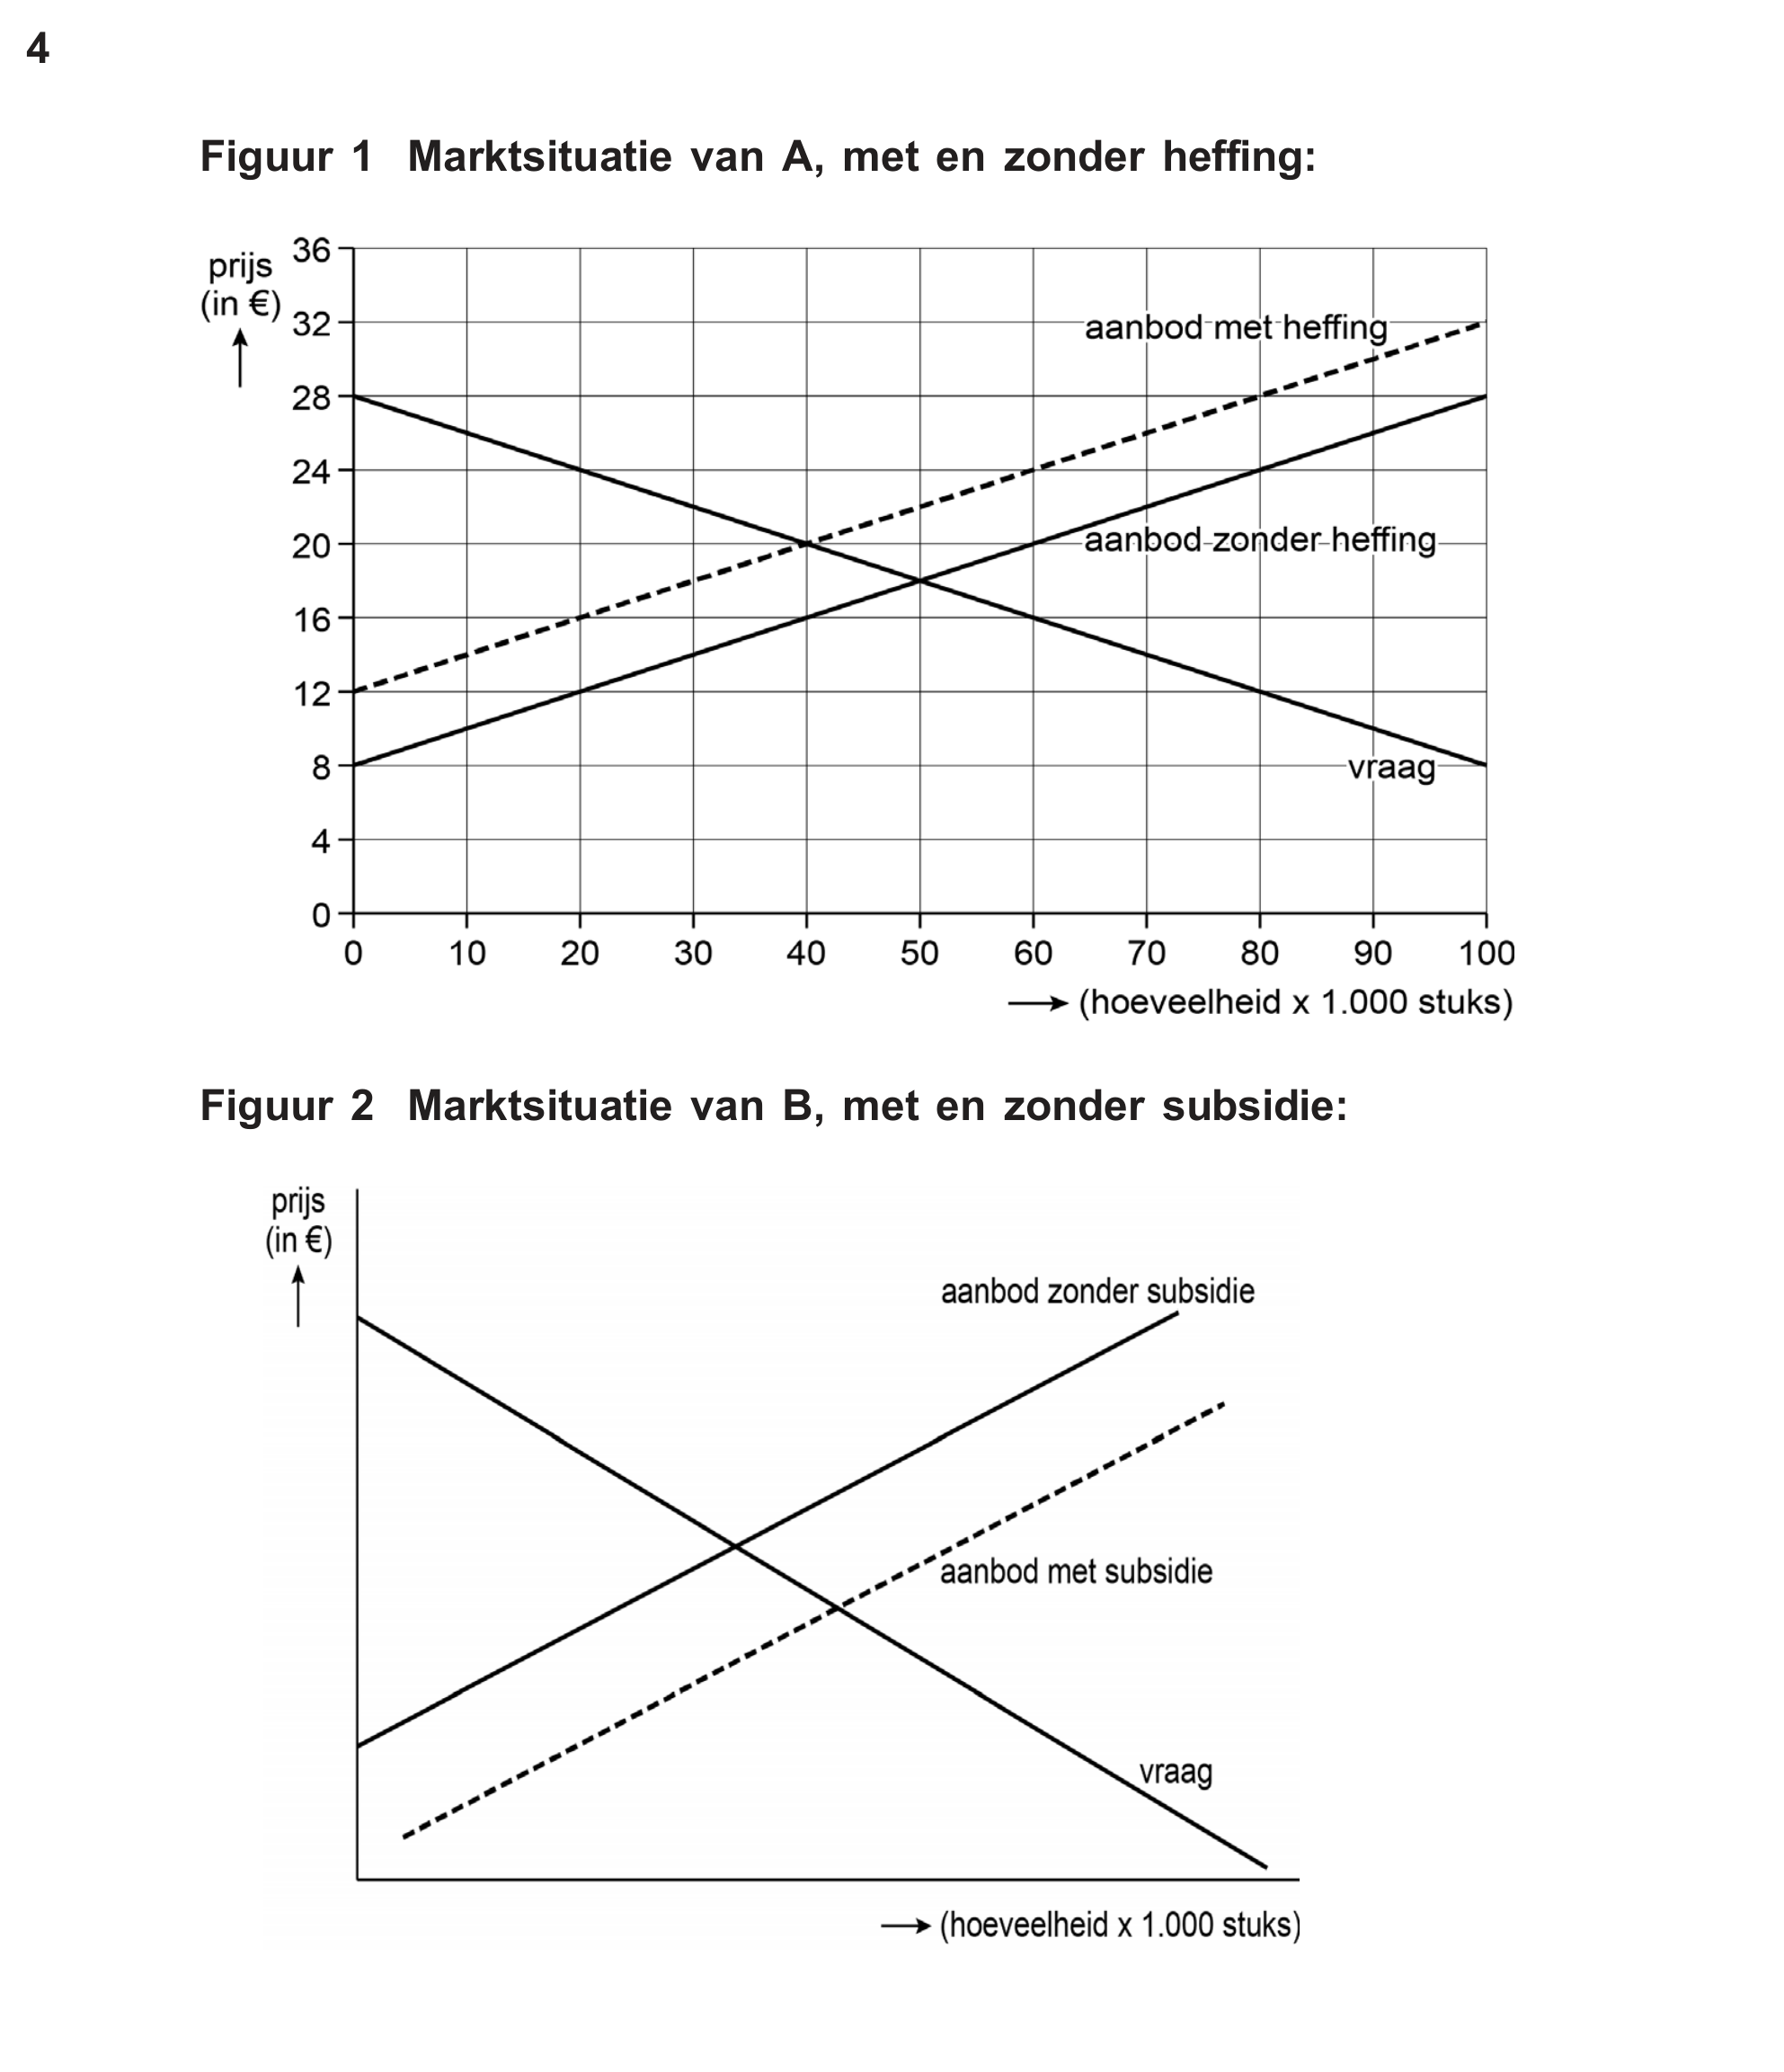 4
Figuur 1 Marktsituatie van A, met en zonder heffing:
prijs
(in €)
36
32
28
24
20
16
12
8
4
0
aanbod met heffing
aanbod zonder heffing
vraag
0 10 20 30 40 50 60 70 80 90 100
(hoeveelheid x 1.000 stuks)
Figuur 2 Marktsituatie van B, met en zonder subsidie:
prijs
(in €)
aanbod zonder subsidie
aanbod met subsidie
vraag
(hoeveelheid x 1.000 stuks)